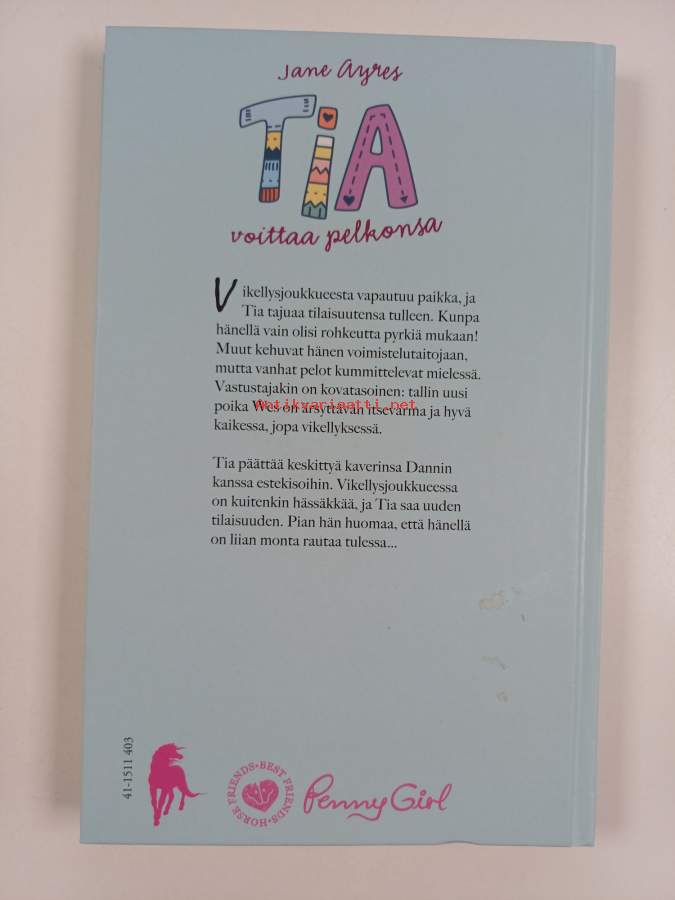 Jane Ayres
TiA
voittaa pelkonsa
Vikellysjoukkueesta vapautuu paikka, ja
Tia tajuaa tilaisuutensa tulleen. Kunpa
hänellä vain olisi rohkeutta pyrkiä mukaan!
Muut kehuvat hänen voimistelutaitojaan,
mutta vanhat pelot kummittelevat mielessä.
Vastustajakin on kovatasoinen: tallin uusi
poika Wes on ärsyttävän itsevarma ja hyvä
Antikvariaatti.net
kaikessa, jopa vikellyksessä.
Tia päättää keskittyä kaverinsa Dannin
kanssa estekisoihin. Vikellysjoukkueessa
on kuitenkin hässäkkää, ja Tia saa uuden
tilaisuuden. Pian hän huomaa, että hänellä
on liian monta rautaa tulessa...
41-1511 403
HORSE FRIENDS•BEST FRIENDS•
Penny Girl